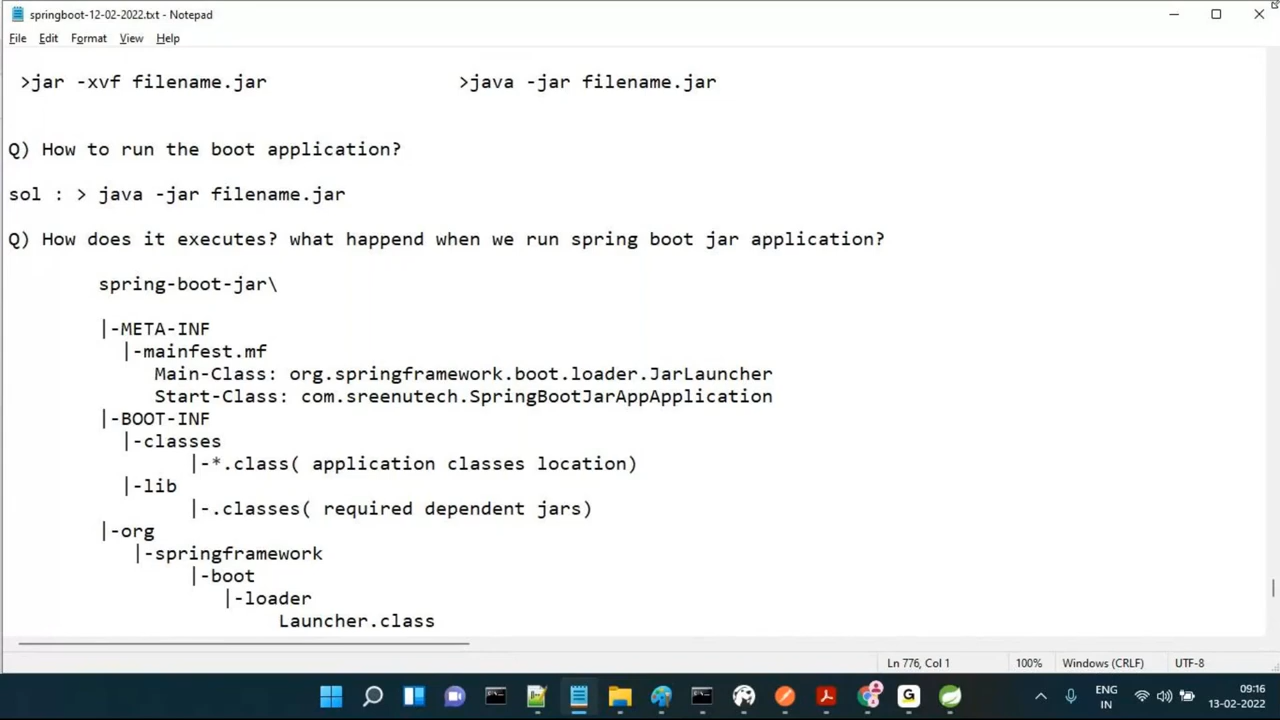 springboot-12-02-2022.txt - Notepad
File Edit Format View Help
>jar -xvf filename.jar >java -jar filename.jar
Q) How to run the boot application?
sol : > java -jar filename.jar
Q) How does it executes? what happend when we run spring boot jar application?
spring-boot-jar\
|-META-INF
|-mainfest.mf
Main-Class: org.springframework.boot.loader.JarLauncher
Start-Class: com.sreenutech.SpringBootJarAppApplication
|-BOOT-INF
|-classes
|-*.class( application classes location)
|-lib
|-.classes( required dependent jars)
|-org
|-springframework
|-boot
|-loader
Launcher.class
Ln 776, Col 1 100% Windows (CRLF) UTF-8
ENG 09:16
IN 13-02-2022